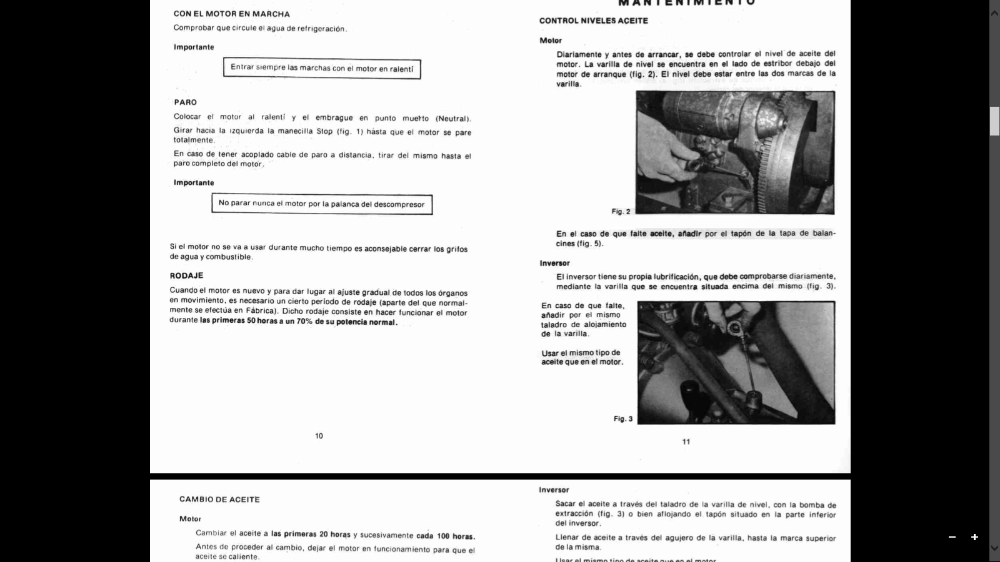 CON EL MOTOR EN MARCHA
Comprobar que circule el agua de refrigeración.
Importante
Entrar siempre las marchas con el motor en ralentí
PARO
Colocar el motor al ralentí y el embrague en punto muerto (Neutral).
Girar hacia la izquierda la manecilla Stop (fig. 1) hasta que el motor se pare
totalmente.
En caso de tener acoplado cable de paro a distancia, tirar del mismo hasta el
paro completo del motor.
Importante
No parar nunca el motor por la palanca del descompresor
Si el motor no se va a usar durante mucho tiempo es aconsejable cerrar los grifos
de agua y combustible.
RODAJE
Cuando el motor es nuevo y para dar lugar al ajuste gradual de todos los órganos
en movimiento, es necesario un cierto período de rodaje (aparte del que normal-
mente se efectúa en Fábrica). Dicho rodaje consiste en hacer funcionar el motor
durante las primeras 50 horas a un 70% de su potencia normal.
10
MANTENIMIENTO
CONTROL NIVELES ACEITE
Motor
Diariamente y antes de arrancar, se debe controlar el nivel de aceite del
motor. La varilla de nivel se encuentra en el lado de estribor debajo del
motor de arranque (fig. 2). El nivel debe estar entre las dos marcas de la
varilla.
Fig. 2
En el caso de que falte aceite, añadir por el tapón de la tapa de balan-
cines (fig. 5).
Inversor
El inversor tiene su propia lubrificación, que debe comprobarse diariamente,
mediante la varilla que se encuentra situada encima del mismo (fig. 3).
En caso de que falte,
añadir por el mismo
taladro de alojamiento
de la varilla.
Usar el mismo tipo de
aceite que en el motor.
Fig. 3
11
CAMBIO DE ACEITE
Motor
Cambiar el aceite a las primeras 20 horas y sucesivamente cada 100 horas.
Antes de proceder al cambio, dejar el motor en funcionamiento para que el
aceite se caliente.
Inversor
Sacar el aceite a través del taladro de la varilla de nivel, con la bomba de
extracción (fig. 3) o bien aflojando el tapón situado en la parte inferior
del inversor.
Llenar de aceite a través del agujero de la varilla, hasta la marca superior
de la misma.
Usar el mismo tipo de aceite que en el motor.